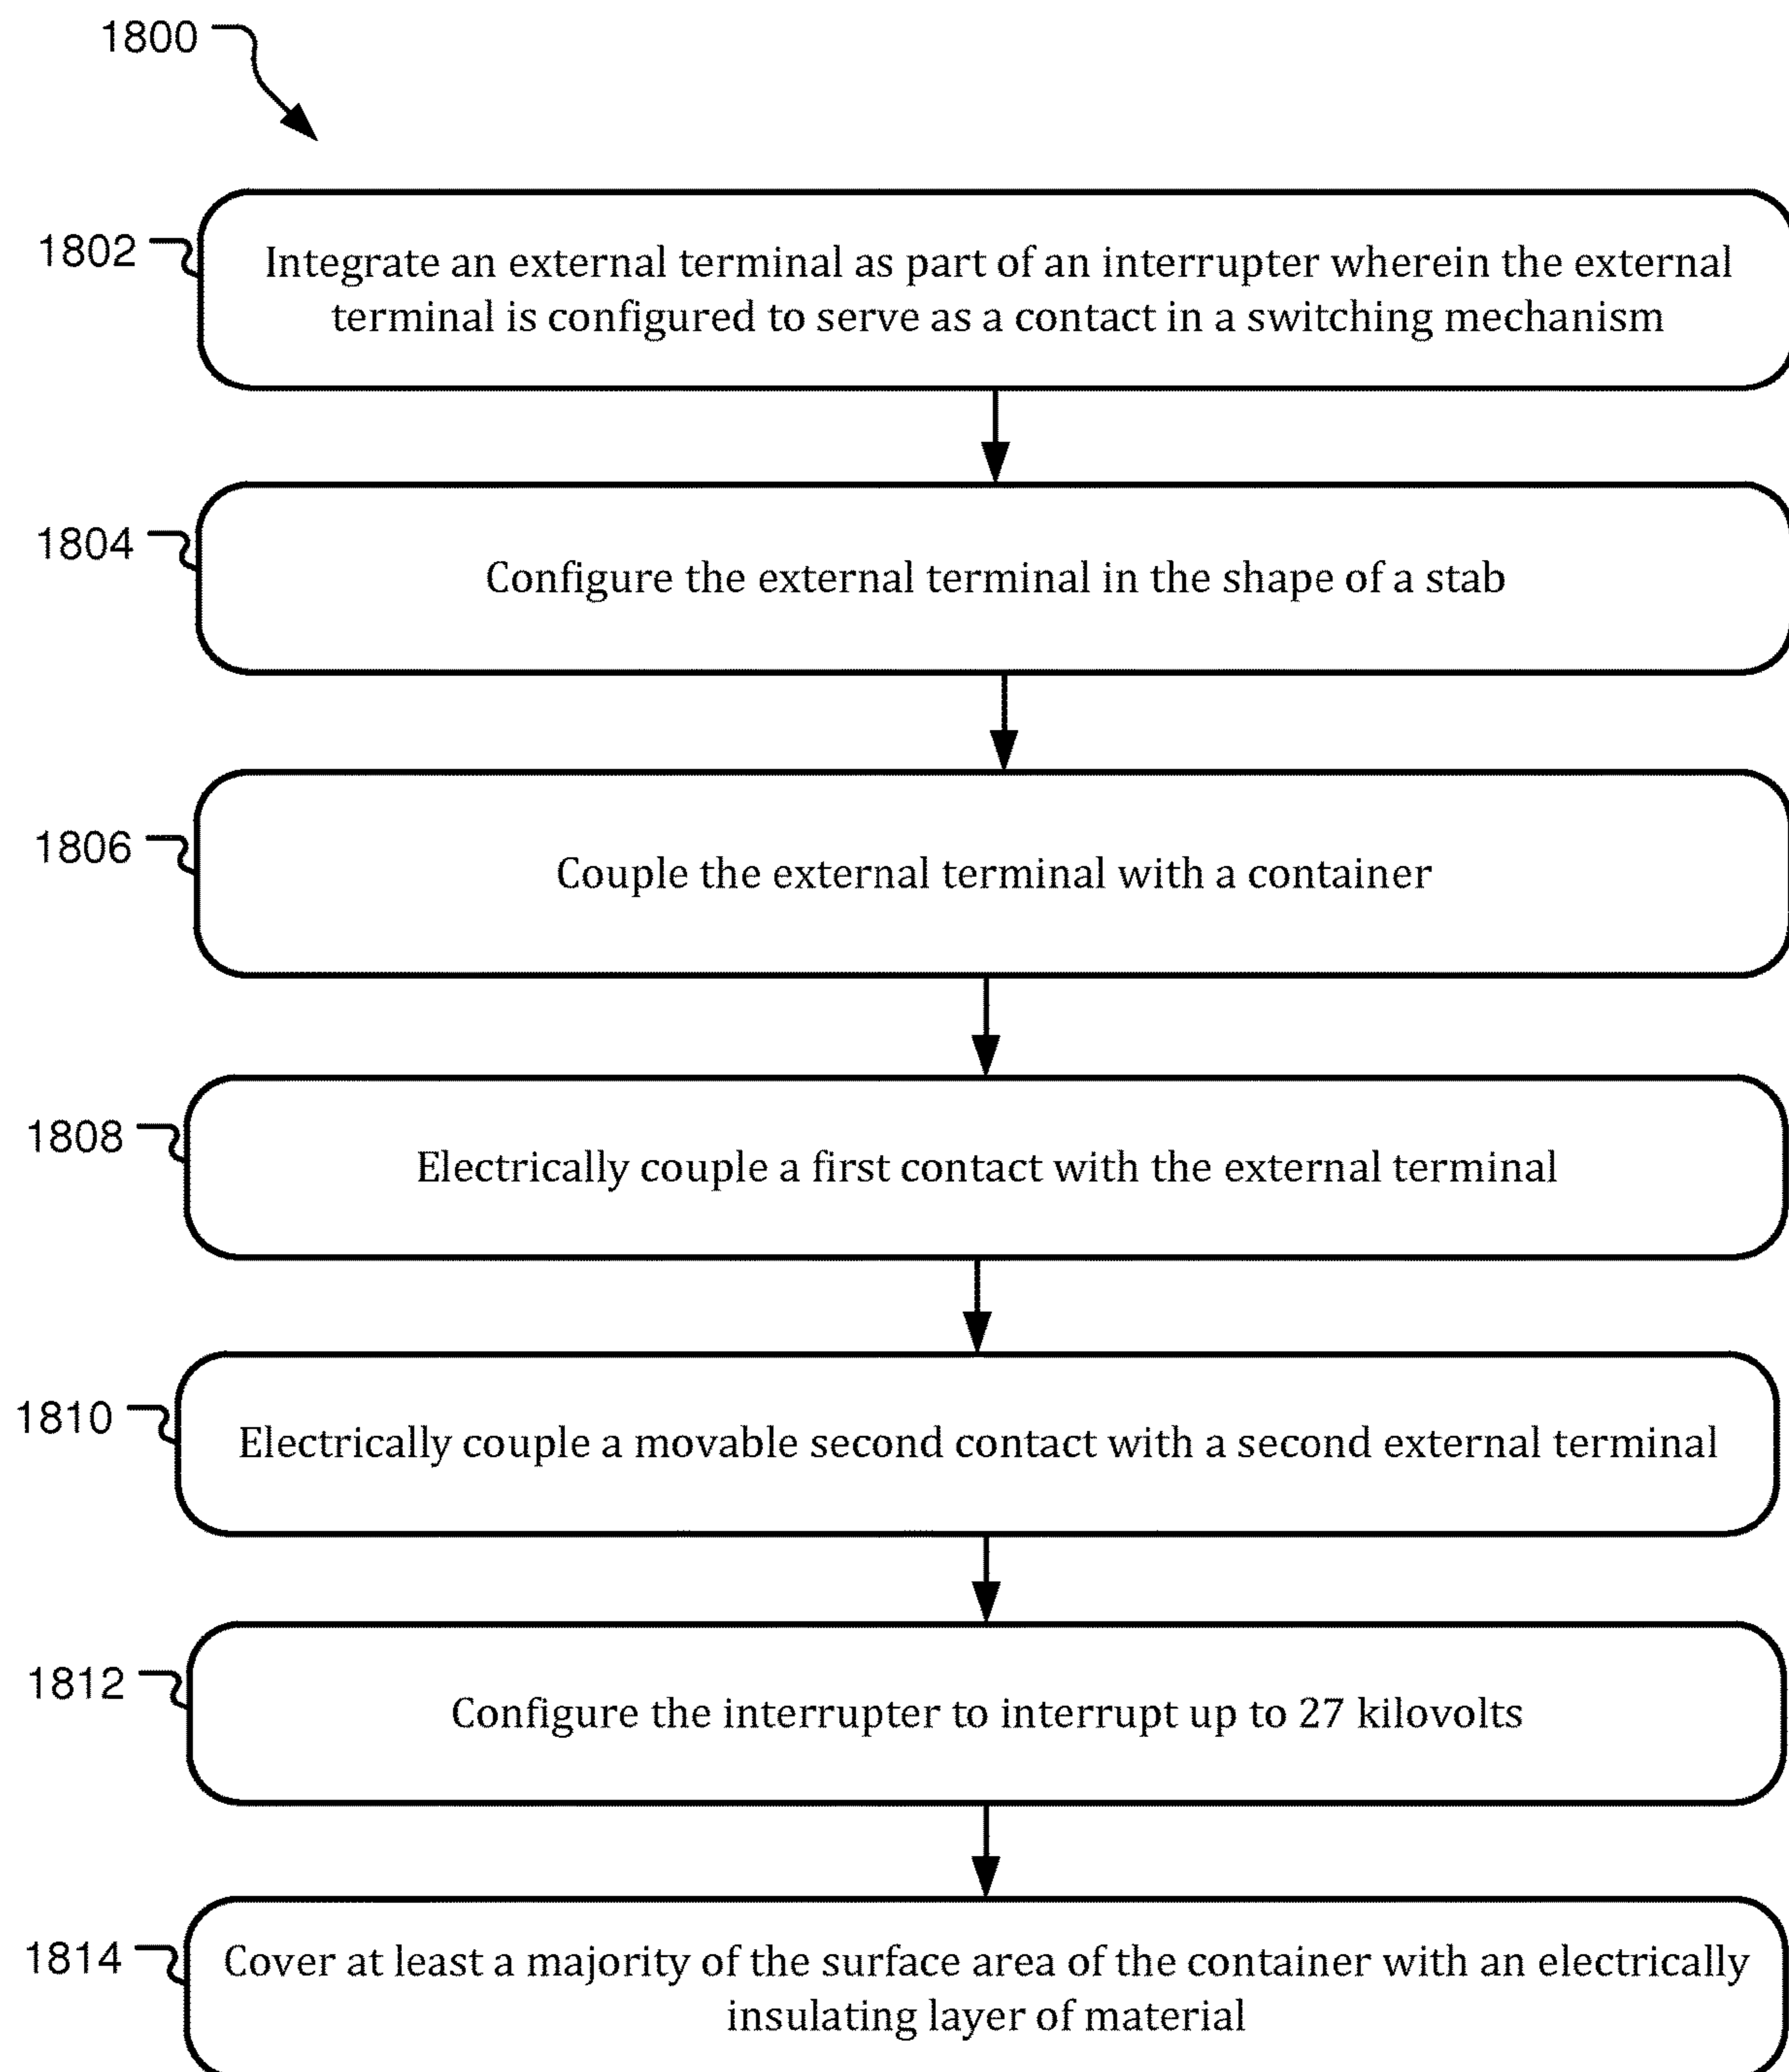 1800
1802
Integrate an external terminal as part of an interrupter wherein the external
terminal is configured to serve as a contact in a switching mechanism
1804
Configure the external terminal in the shape of a stab
1806
Couple the external terminal with a container
1808
Electrically couple a first contact with the external terminal
1810
Electrically couple a movable second contact with a second external terminal
1812
Configure the interrupter to interrupt up to 27 kilovolts
1814
Cover at least a majority of the surface area of the container with an electrically
insulating layer of material